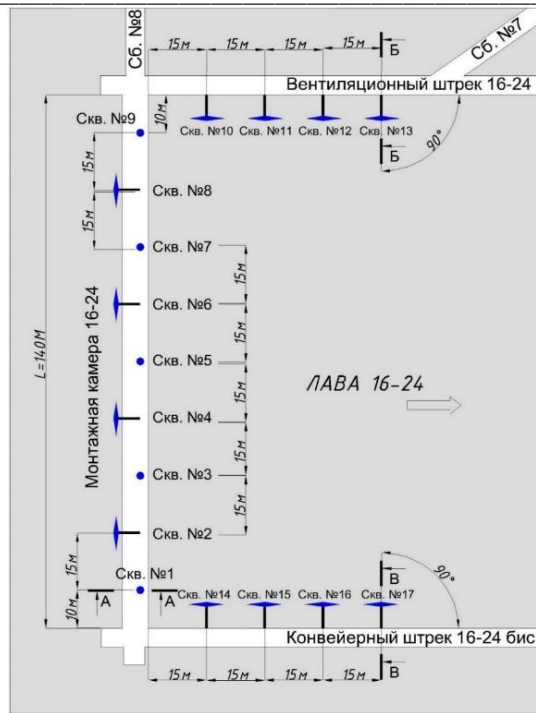 Сб. №8
Сб. №7
15м
15м
15м
15м
Б
Вентиляционный штрек 16-24
10м
Скв. №9
Скв. №10
Скв. №11
Скв. №12
Скв. №13
Б
90°
15м
Скв. №8
15м
Скв. №7
15м
Скв. №6
15м
Скв. №5
L=140м
Монтажная камера 16-24
ЛАВА 16-24
15м
Скв. №4
15м
Скв. №3
15м
Скв. №2
15м
Скв. №1
А
А
10м
Скв. №14
Скв. №15
Скв. №16
Скв. №17
В
90°
Конвейерный штрек 16-24 бис
15м
15м
15м
15м
В